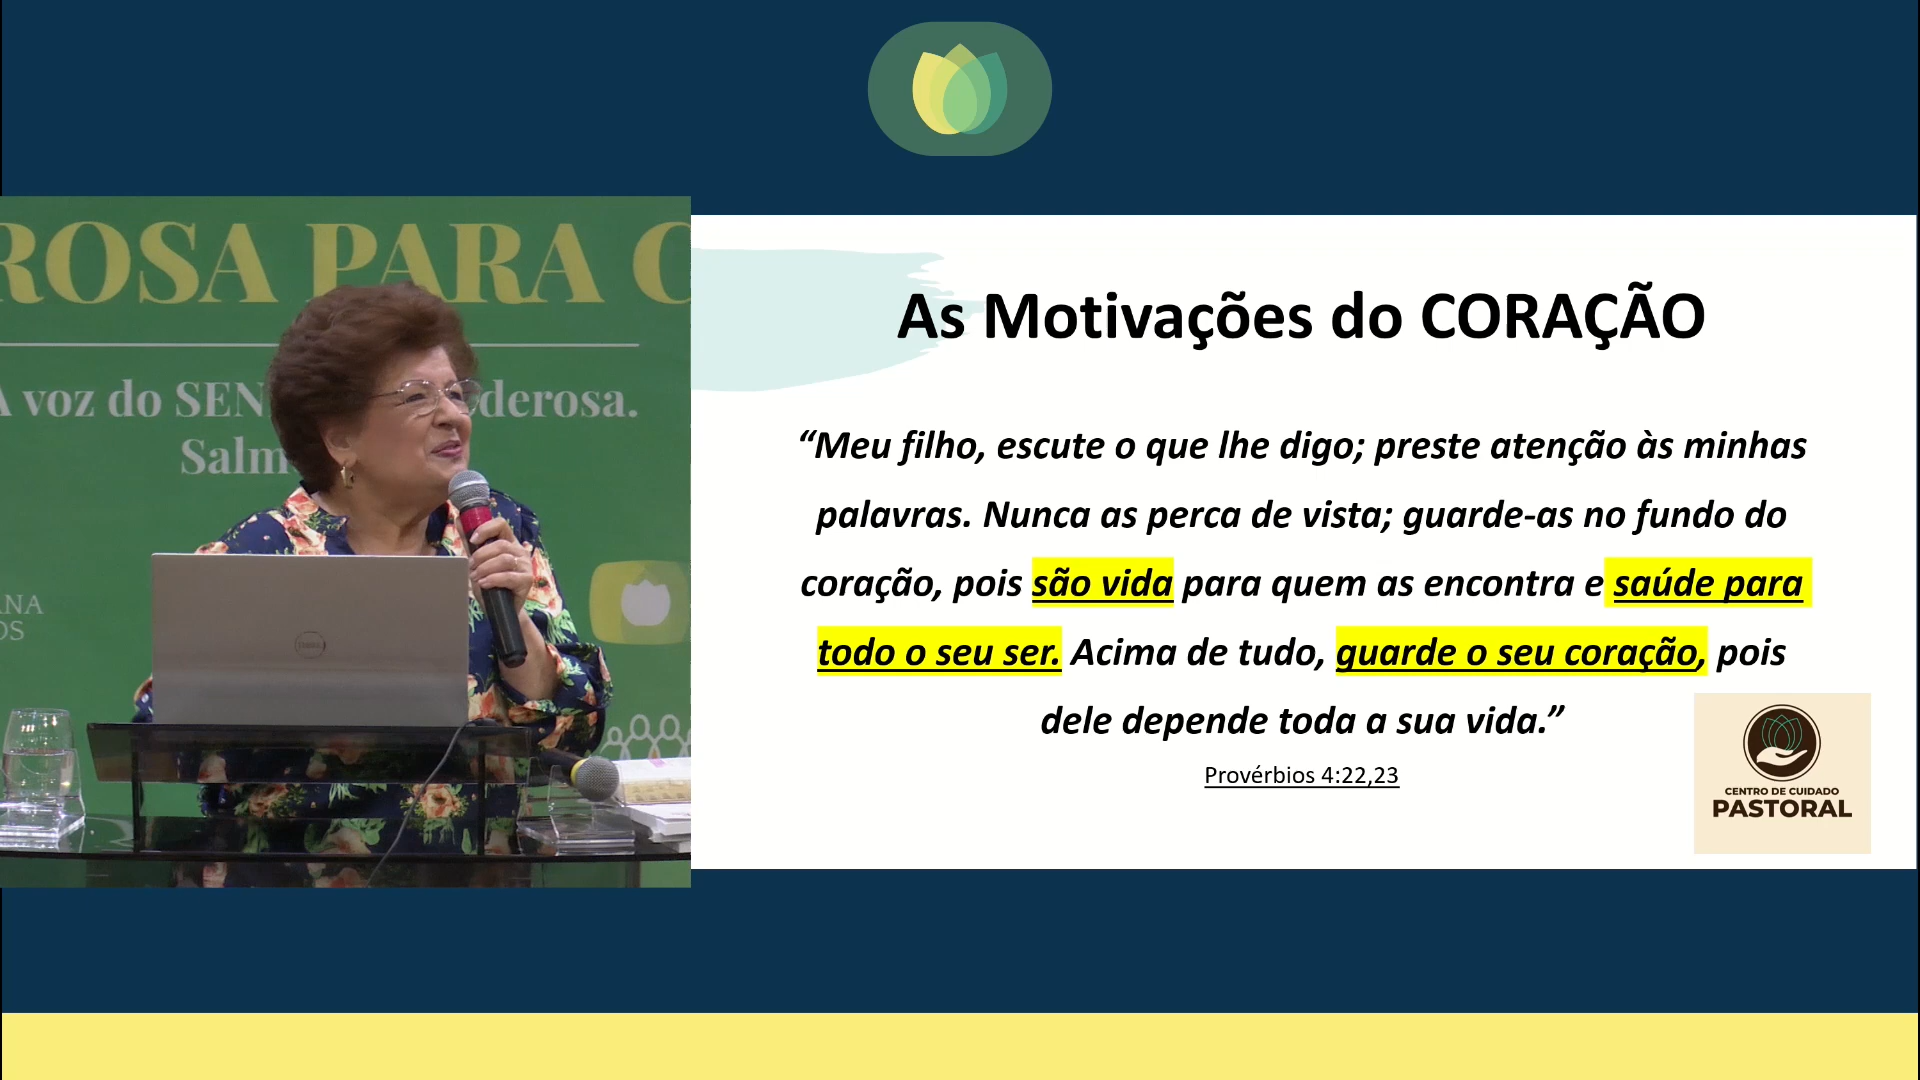 ROSA PARA
A voz do SEN derosa.
Salm
As Motivações do CORAÇÃO
“Meu filho, escute o que lhe digo; preste atenção às minhas
palavras. Nunca as perca de vista; guarde-as no fundo do
coração, pois são vida para quem as encontra e saúde para
todo o seu ser. Acima de tudo, guarde o seu coração, pois
dele depende toda a sua vida.”
Provérbios 4:22,23
CENTRO DE CUIDADO
PASTORAL